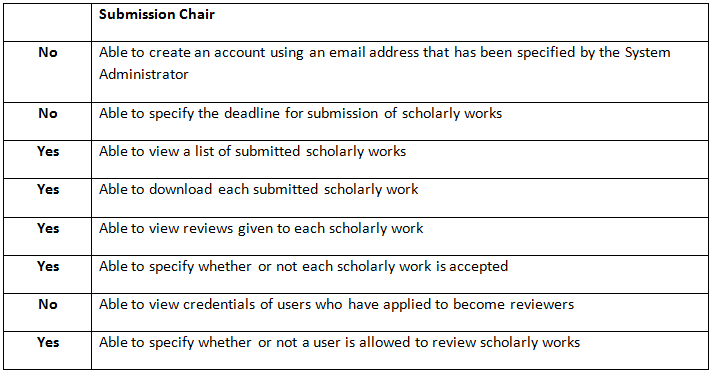 Submission Chair
No Able to create an account using an email address that has been specified by the System
Administrator
No Able to specify the deadline for submission of scholarly works
Yes Able to view a list of submitted scholarly works
Yes Able to download each submitted scholarly work
Yes Able to view reviews given to each scholarly work
Yes Able to specify whether or not each scholarly work is accepted
No Able to view credentials of users who have applied to become reviewers
Yes Able to specify whether or not a user is allowed to review scholarly works